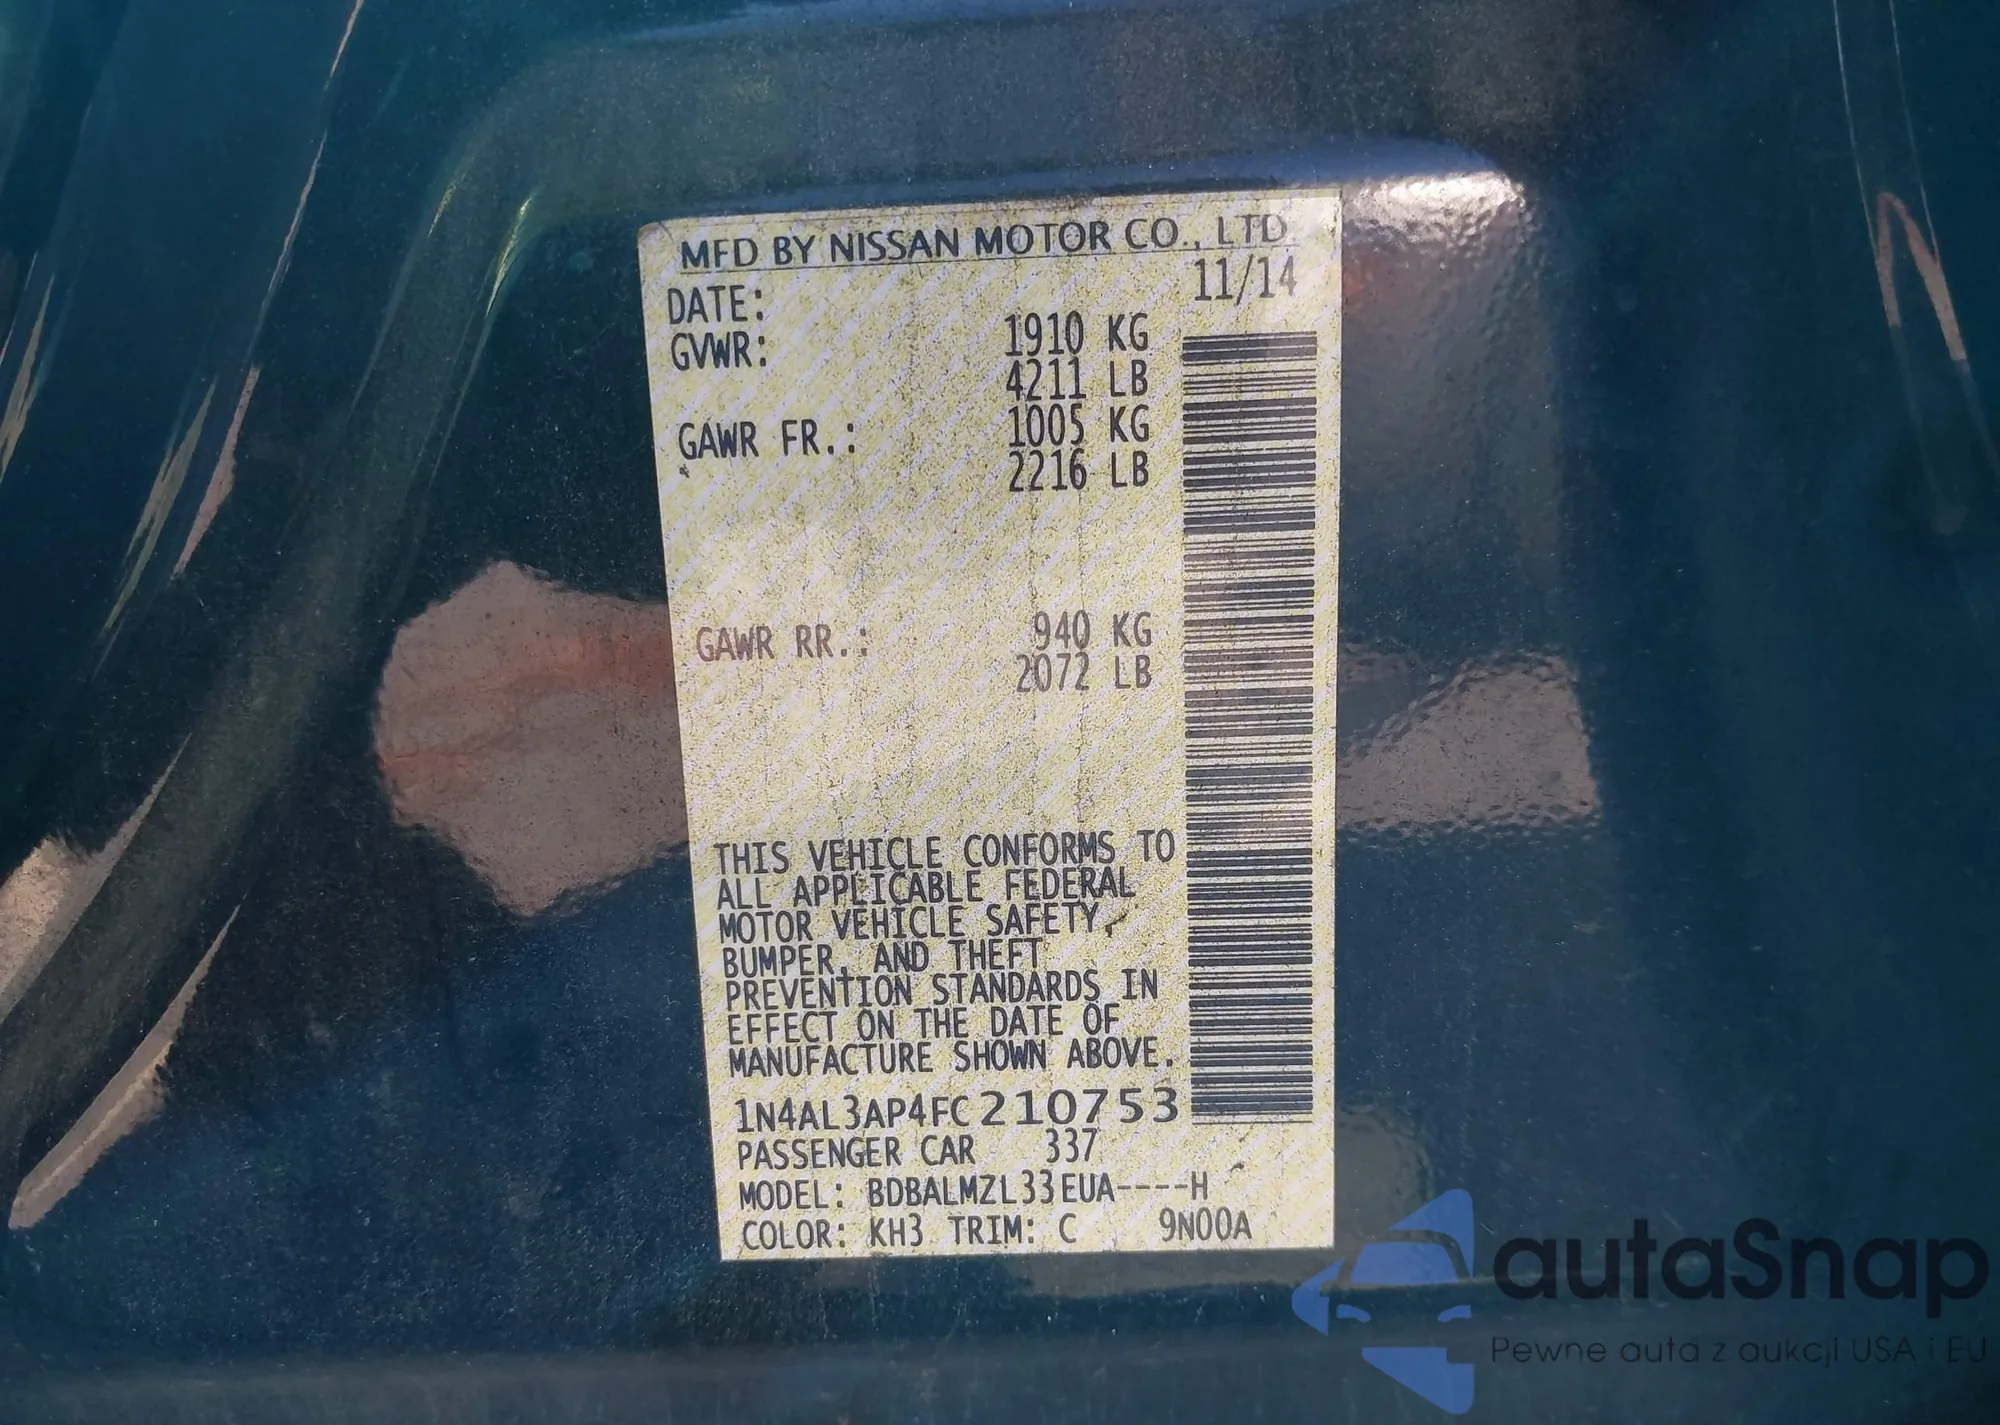 MFD BY NISSAN MOTOR CO., LTD.
DATE: 11/14
GVWR: 1910 KG
4211 LB
GAWR FR.: 1005 KG
2216 LB
GAWR RR.: 940 KG
2072 LB
THIS VEHICLE CONFORMS TO
ALL APPLICABLE FEDERAL
MOTOR VEHICLE SAFETY,
BUMPER, AND THEFT
PREVENTION STANDARDS IN
EFFECT ON THE DATE OF
MANUFACTURE SHOWN ABOVE.
1N4AL3AP4FC210753
PASSENGER CAR 337
MODEL: BDBALMZL33EUA----H
COLOR: KH3 TRIM: C 9N00A
autaSnap
Pewne auta z aukcji USA i EU